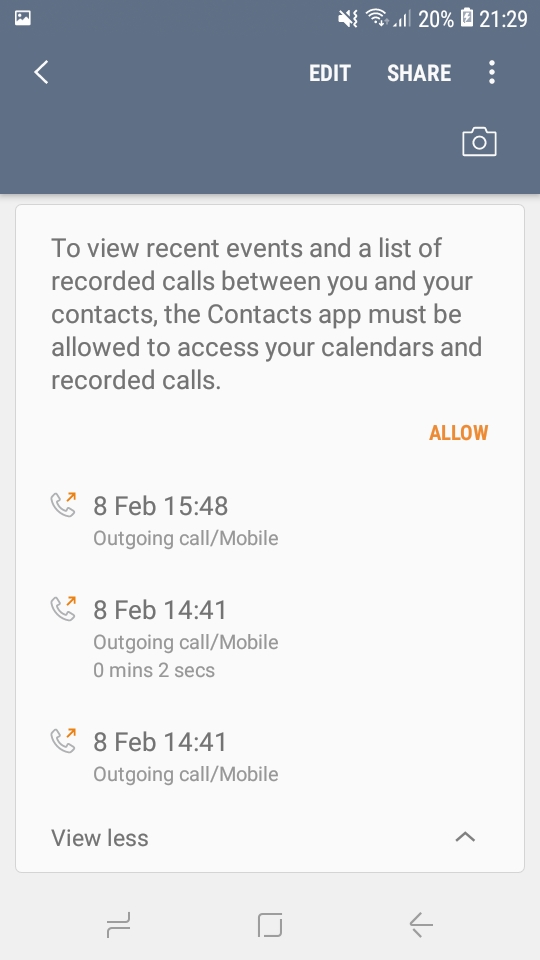 20% 21:29
EDIT SHARE
To view recent events and a list of
recorded calls between you and your
contacts, the Contacts app must be
allowed to access your calendars and
recorded calls.
ALLOW
8 Feb 15:48
Outgoing call/Mobile
8 Feb 14:41
Outgoing call/Mobile
0 mins 2 secs
8 Feb 14:41
Outgoing call/Mobile
View less